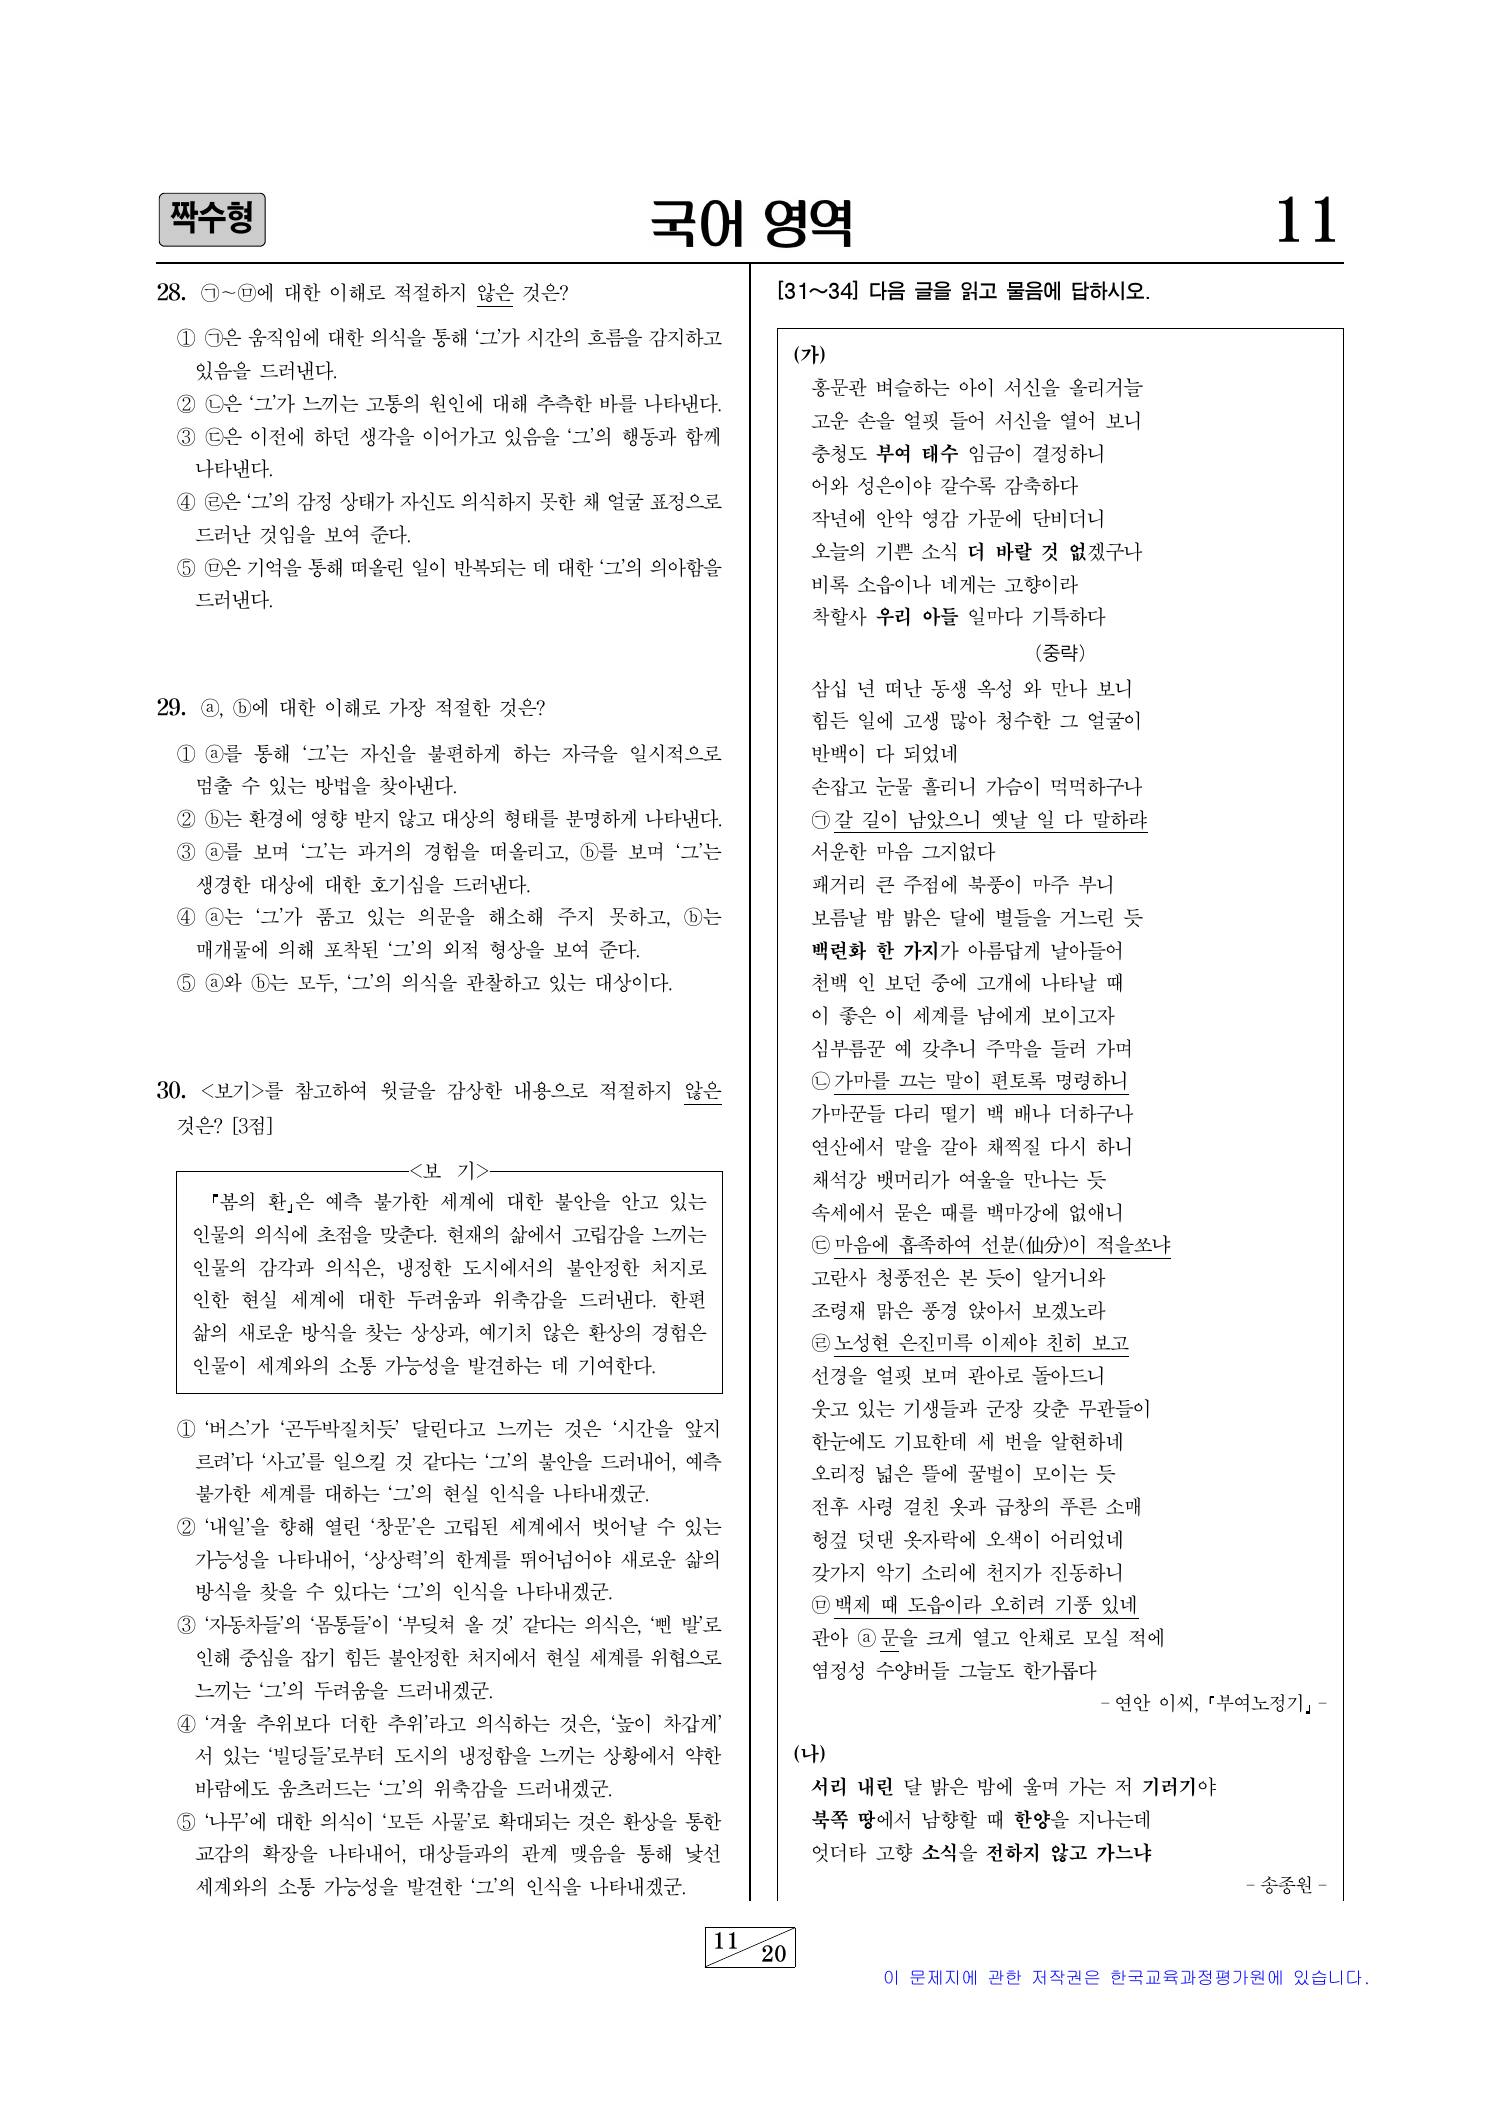 짝수형
국어 영역
11
28. ㉠~㉤에 대한 이해로 적절하지 않은 것은?
① ㉠은 움직임에 대한 의식을 통해 ‘그’가 시간의 흐름을 감지하고
있음을 드러낸다.
② ㉡은 ‘그’가 느끼는 고통의 원인에 대해 추측한 바를 나타낸다.
③ ㉢은 이전에 하던 생각을 이어가고 있음을 ‘그’의 행동과 함께
나타낸다.
④ ㉣은 ‘그’의 감정 상태가 자신도 의식하지 못한 채 얼굴 표정으로
드러난 것임을 보여 준다.
⑤ ㉤은 기억을 통해 떠올린 일이 반복되는 데 대한 ‘그’의 의아함을
드러낸다.
29. ⓐ, ⓑ에 대한 이해로 가장 적절한 것은?
① ⓐ를 통해 ‘그’는 자신을 불편하게 하는 자극을 일시적으로
멈출 수 있는 방법을 찾아낸다.
② ⓑ는 환경에 영향 받지 않고 대상의 형태를 분명하게 나타낸다.
③ ⓐ를 보며 ‘그’는 과거의 경험을 떠올리고, ⓑ를 보며 ‘그’는
생경한 대상에 대한 호기심을 드러낸다.
④ ⓐ는 ‘그’가 품고 있는 의문을 해소해 주지 못하고, ⓑ는
매개물에 의해 포착된 ‘그’의 외적 형상을 보여 준다.
⑤ ⓐ와 ⓑ는 모두, ‘그’의 의식을 관찰하고 있는 대상이다.
30. <보기>를 참고하여 윗글을 감상한 내용으로 적절하지 않은
것은? [3점]
<보 기>
『봄의 환』은 예측 불가한 세계에 대한 불안을 안고 있는
인물의 의식에 초점을 맞춘다. 현재의 삶에서 고립감을 느끼는
인물의 감각과 의식은, 냉정한 도시에서의 불안정한 처지로
인한 현실 세계에 대한 두려움과 위축감을 드러낸다. 한편
삶의 새로운 방식을 찾는 상상과, 예기치 않은 환상의 경험은
인물이 세계와의 소통 가능성을 발견하는 데 기여한다.
① ‘버스’가 ‘곤두박질치듯’ 달린다고 느끼는 것은 ‘시간을 앞지
르려’다 ‘사고’를 일으킬 것 같다는 ‘그’의 불안을 드러내어, 예측
불가한 세계를 대하는 ‘그’의 현실 인식을 나타내겠군.
② ‘내일’을 향해 열린 ‘창문’은 고립된 세계에서 벗어날 수 있는
가능성을 나타내어, ‘상상력’의 한계를 뛰어넘어야 새로운 삶의
방식을 찾을 수 있다는 ‘그’의 인식을 나타내겠군.
③ ‘자동차들’의 ‘몸통들’이 ‘부딪쳐 올 것’ 같다는 의식은, ‘삔 발’로
인해 중심을 잡기 힘든 불안정한 처지에서 현실 세계를 위협으로
느끼는 ‘그’의 두려움을 드러내겠군.
④ ‘겨울 추위보다 더한 추위’라고 의식하는 것은, ‘높이 차갑게’
서 있는 ‘빌딩들’로부터 도시의 냉정함을 느끼는 상황에서 약한
바람에도 움츠러드는 ‘그’의 위축감을 드러내겠군.
⑤ ‘나무’에 대한 의식이 ‘모든 사물’로 확대되는 것은 환상을 통한
교감의 확장을 나타내어, 대상들과의 관계 맺음을 통해 낯선
세계와의 소통 가능성을 발견한 ‘그’의 인식을 나타내겠군.
[31~34] 다음 글을 읽고 물음에 답하시오.
(가)
홍문관 벼슬하는 아이 서신을 올리거늘
고운 손을 얼핏 들어 서신을 열어 보니
충청도 부여 태수 임금이 결정하니
어와 성은이야 갈수록 감축하다
작년에 안악 영감 가문에 단비더니
오늘의 기쁜 소식 더 바랄 것 없겠구나
비록 소읍이나 네게는 고향이라
착할사 우리 아들 일마다 기특하다
(중략)
삼십 년 떠난 동생 옥성 와 만나 보니
힘든 일에 고생 많아 청수한 그 얼굴이
반백이 다 되었네
손잡고 눈물 흘리니 가슴이 먹먹하구나
㉠갈 길이 남았으니 옛날 일 다 말하랴
서운한 마음 그지없다
패거리 큰 주점에 북풍이 마주 부니
보름날 밤 밝은 달에 별들을 거느린 듯
백련화 한 가지가 아름답게 날아들어
천백 인 보던 중에 고개에 나타날 때
이 좋은 이 세계를 남에게 보이고자
심부름꾼 예 갖추니 주막을 들러 가며
㉡가마를 끄는 말이 편토록 명령하니
가마꾼들 다리 떨기 백 배나 더하구나
연산에서 말을 갈아 채찍질 다시 하니
채석강 뱃머리가 여울을 만나는 듯
속세에서 묻은 때를 백마강에 없애니
㉢마음에 흡족하여 선분(仙分)이 적을쏘냐
고란사 청풍전은 본 듯이 알거니와
조령재 맑은 풍경 앉아서 보겠노라
㉣노성현 은진미륵 이제야 친히 보고
선경을 얼핏 보며 관아로 돌아드니
웃고 있는 기생들과 군장 갖춘 무관들이
한눈에도 기묘한데 세 번을 알현하네
오리정 넓은 뜰에 꿀벌이 모이는 듯
전후 사령 걸친 옷과 급창의 푸른 소매
헝겊 덧댄 옷자락에 오색이 어리었네
갖가지 악기 소리에 천지가 진동하니
㉤백제 때 도읍이라 오히려 기풍 있네
관아 ⓐ문을 크게 열고 안채로 모실 적에
염정성 수양버들 그늘도 한가롭다
- 연안 이씨, 『부여노정기』 -
(나)
서리 내린 달 밝은 밤에 울며 가는 저 기러기야
북쪽 땅에서 남향할 때 한양을 지나는데
엇더타 고향 소식을 전하지 않고 가느냐
- 송종원 -
11
20
이 문제지에 관한 저작권은 한국교육과정평가원에 있습니다.